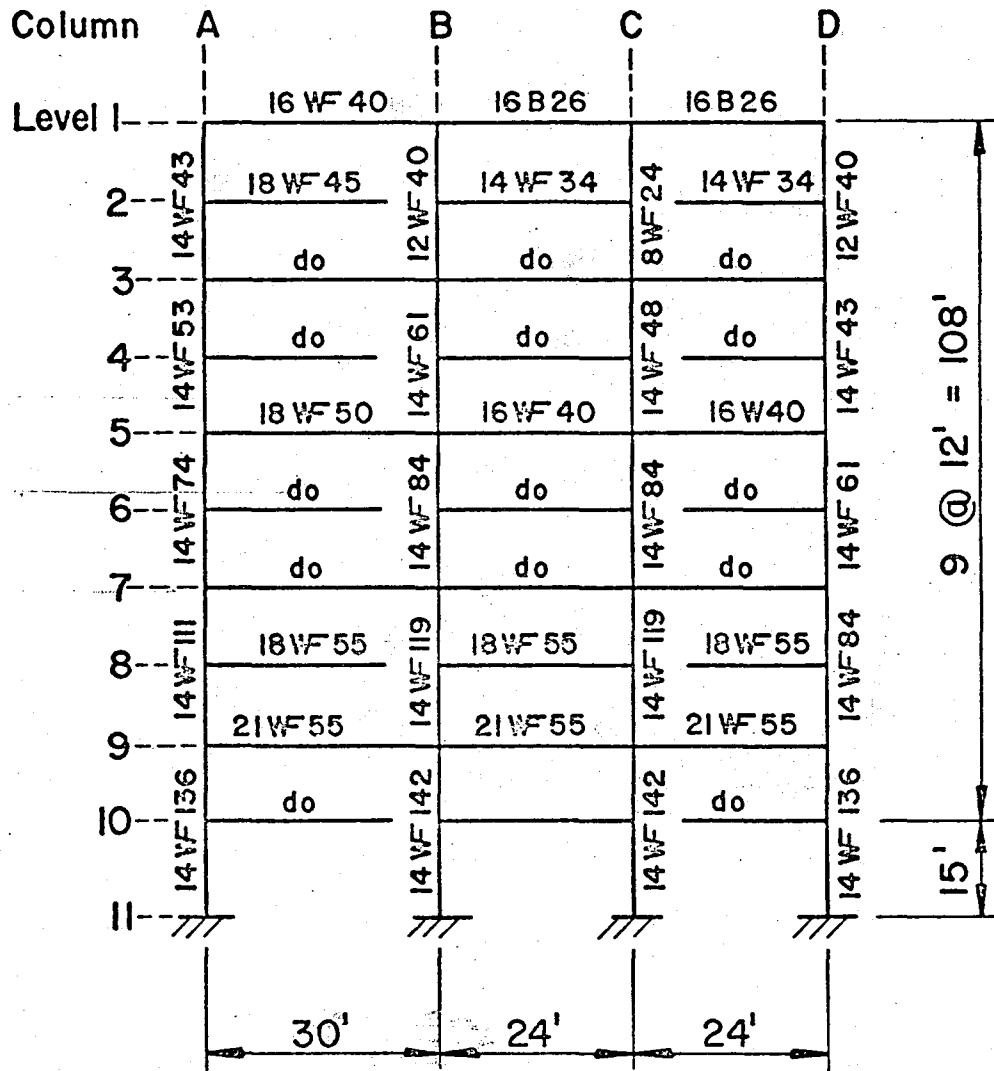 Column A B C D
Level 1
16 WF 40 16 B 26 16 B 26
14 WF 43 12 WF 40 8 WF 24 12 WF 40
2 18 WF 45 14 WF 34 14 WF 34
3 do do do
14 WF 53 14 WF 61 14 WF 48 14 WF 43
4 do do do
5 18 WF 50 16 WF 40 16 W 40
14 WF 74 14 WF 84 14 WF 84 14 WF 61
6 do do do
7 do do do
14 WF 111 14 WF 119 14 WF 119 14 WF 84
8 18 WF 55 18 WF 55 18 WF 55
9 21 WF 55 21 WF 55 21 WF 55
14 WF 136 14 WF 142 14 WF 142 14 WF 136
10 do do
11
9 @ 12' = 108'
15'
30' 24' 24'